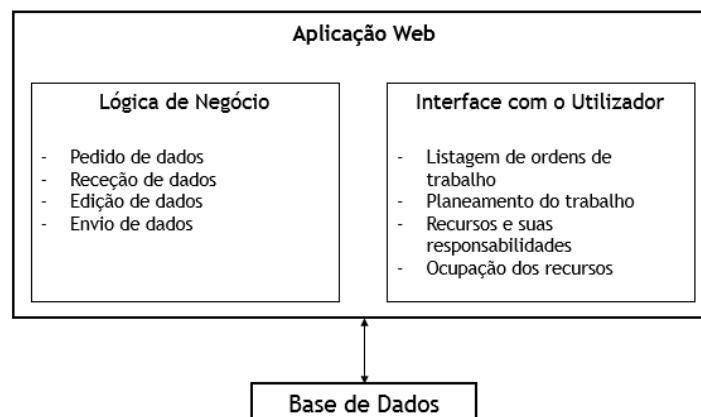 Aplicação Web
Lógica de Negócio
- Pedido de dados
- Receção de dados
- Edição de dados
- Envio de dados
Interface com o Utilizador
- Listagem de ordens de
trabalho
- Planeamento do trabalho
- Recursos e suas
responsabilidades
- Ocupação dos recursos
Base de Dados